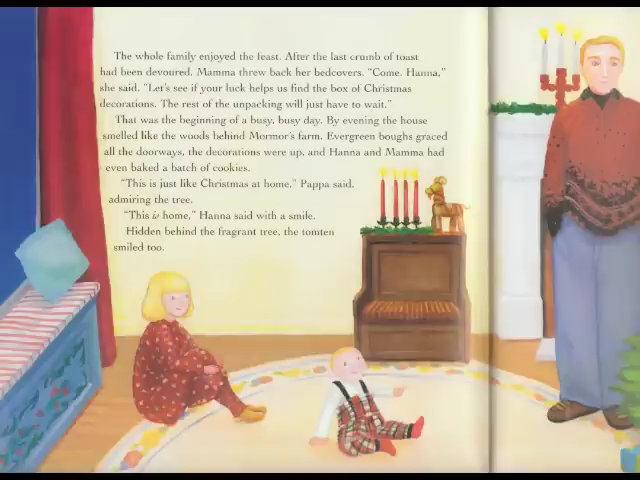 The whole family enjoyed the feast. After the last crumb of toast
had been devoured, Mamma threw back her bedcovers. "Come, Hanna,"
she said. "Let's see if your luck helps us find the box of Christmas
decorations. The rest of the unpacking will just have to wait."
That was the beginning of a busy, busy day. By evening the house
smelled like the woods behind Mormor's farm. Evergreen boughs graced
all the doorways, the decorations were up, and Hanna and Mamma had
even baked a batch of cookies.
"This is just like Christmas at home," Pappa said,
admiring the tree.
"This is home," Hanna said with a smile.
Hidden behind the fragrant tree, the tomten
smiled too.